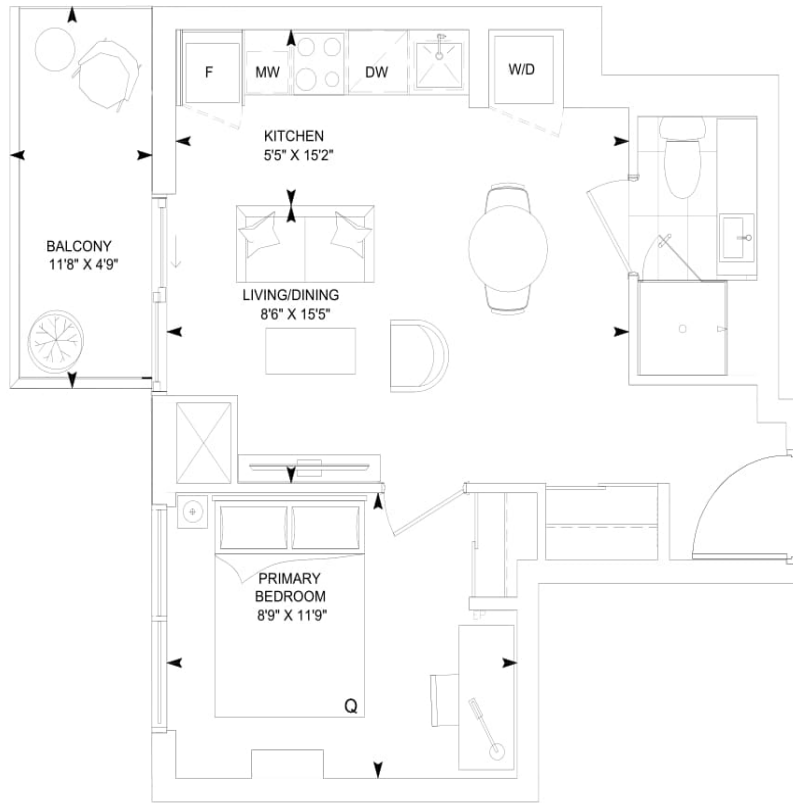 F
MW
DW
W/D
KITCHEN
5'5" X 15'2"
BALCONY
11'8" X 4'9"
LIVING/DINING
8'6" X 15'5"
PRIMARY
BEDROOM
8'9" X 11'9"
Q